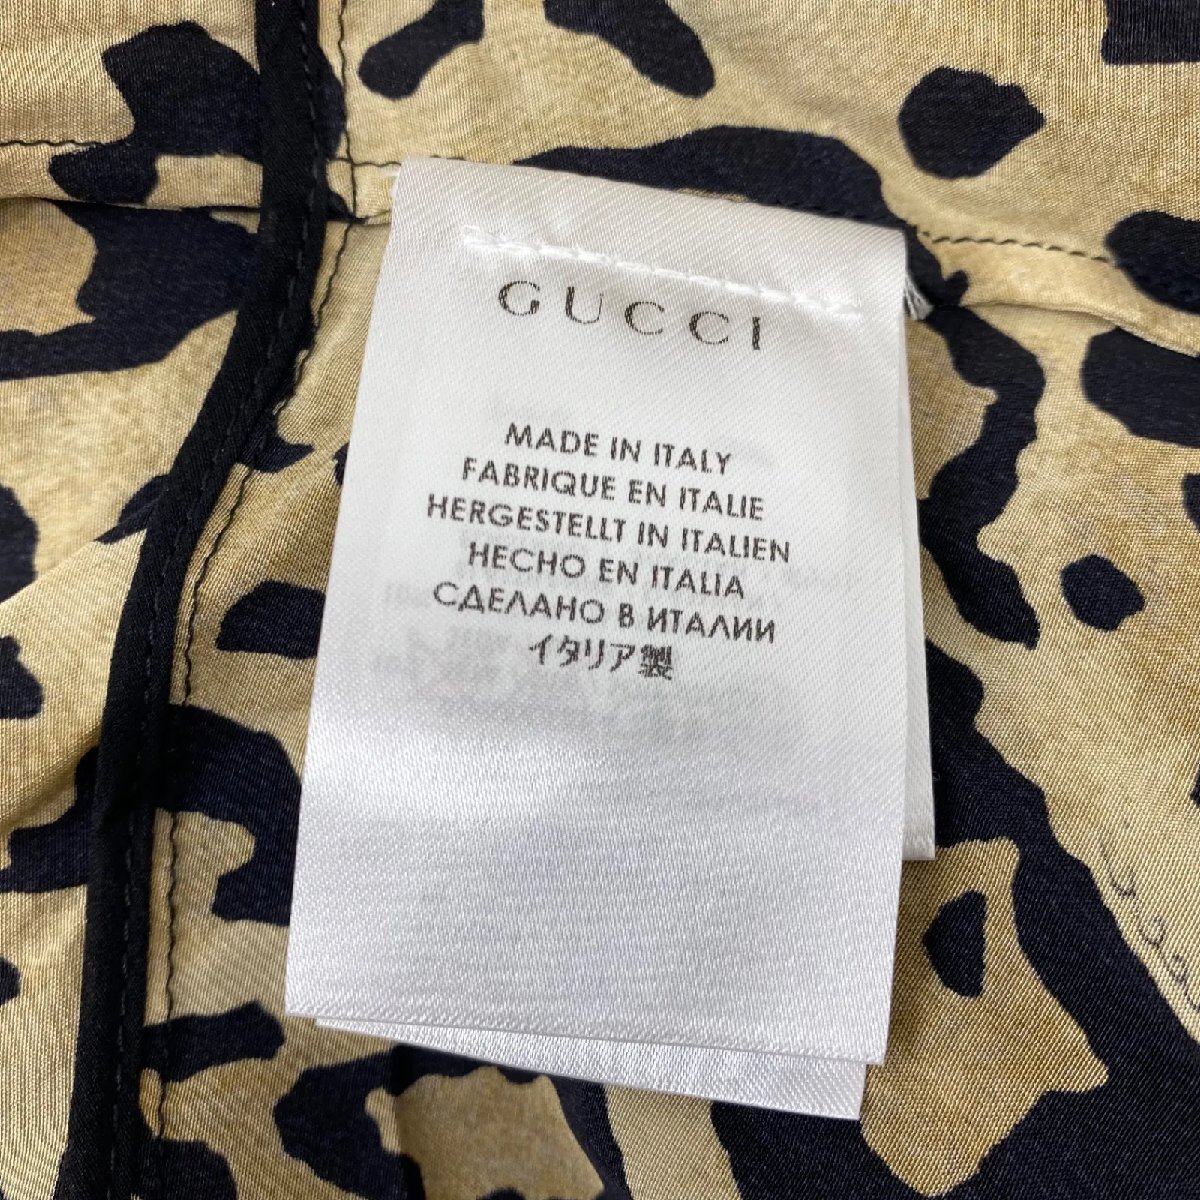 GUCCI
MADE IN ITALY
FABRIQUE EN ITALIE
HERGESTELLT IN ITALIEN
HECHO EN ITALIA
СДЕЛАНО В ИТАЛИИ
イタリア製